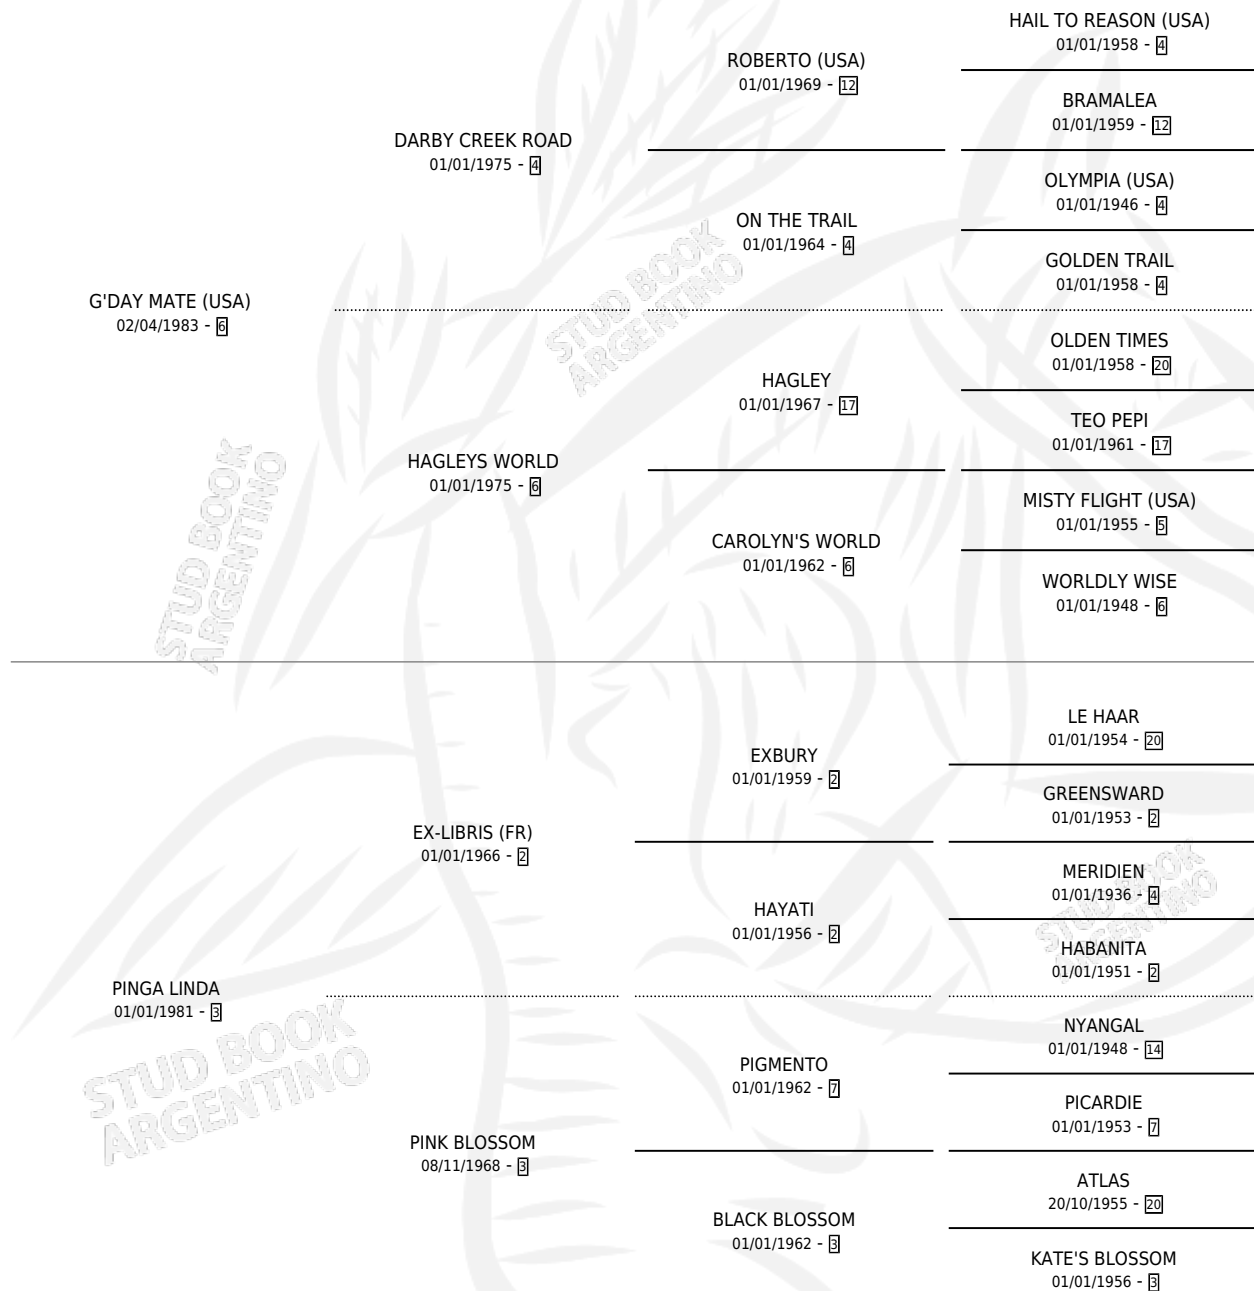 HAIL TO REASON (USA)
01/01/1958 - 4
ROBERTO (USA)
01/01/1969 - 12
BRAMALEA
01/01/1959 - 12
DARBY CREEK ROAD
01/01/1975 - 4
OLYMPIA (USA)
01/01/1946 - 4
ON THE TRAIL
01/01/1964 - 4
GOLDEN TRAIL
01/01/1958 - 4
G'DAY MATE (USA)
02/04/1983 - 6
OLDEN TIMES
01/01/1958 - 20
HAGLEY
01/01/1967 - 17
TEO PEPI
01/01/1961 - 17
HAGLEYS WORLD
01/01/1975 - 6
MISTY FLIGHT (USA)
01/01/1955 - 5
CAROLYN'S WORLD
01/01/1962 - 6
WORLDLY WISE
01/01/1948 - 6
LE HAAR
01/01/1954 - 20
EXBURY
01/01/1959 - 2
GREENSWARD
01/01/1953 - 2
EX-LIBRIS (FR)
01/01/1966 - 2
MERIDIEN
01/01/1936 - 4
HAYATI
01/01/1956 - 2
HABANITA
01/01/1951 - 2
PINGA LINDA
01/01/1981 - 3
NYANGAL
01/01/1948 - 14
PIGMENTO
01/01/1962 - 7
PICARDIE
01/01/1953 - 7
PINK BLOSSOM
08/11/1968 - 3
ATLAS
20/10/1955 - 20
BLACK BLOSSOM
01/01/1962 - 3
KATE'S BLOSSOM
01/01/1956 - 3
STUD BOOK
ARGENTINO
STUD BOOK
ARGENTINO
STUD BOOK
ARGENTINO
STUD BOOK
ARGENTINO